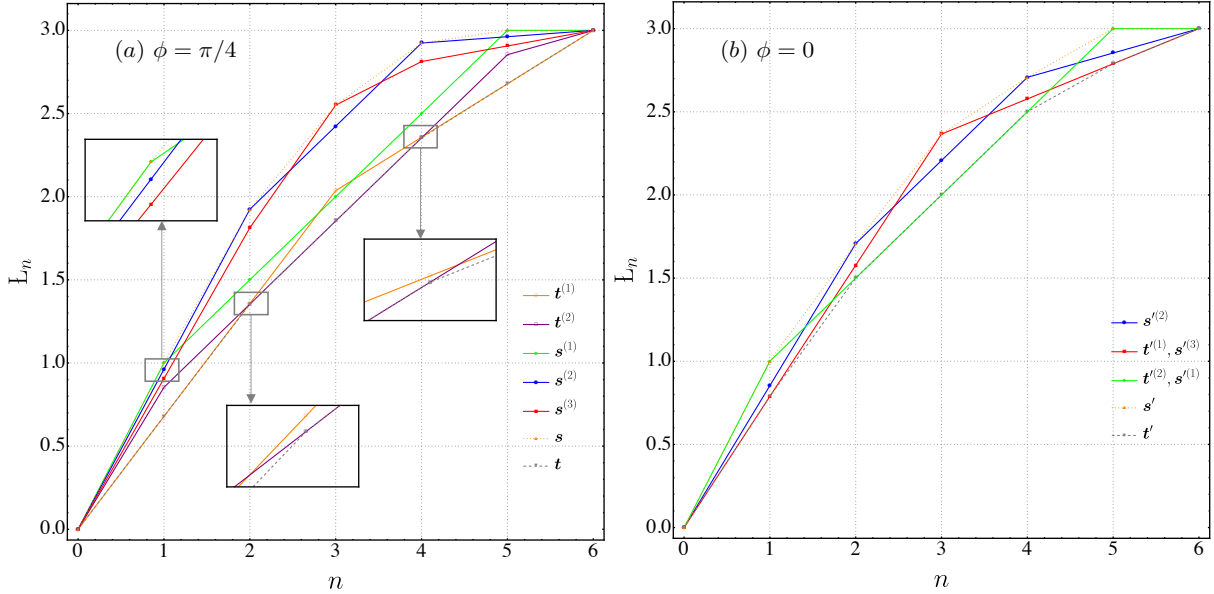 (a) ϕ = π/4
3.0
2.5
2.0
1.5
1.0
0.5
0.0
Ł_n
0 1 2 3 4 5 6
n
t^(1)
t^(2)
s^(1)
s^(2)
s^(3)
s
t
(b) ϕ = 0
3.0
2.5
2.0
1.5
1.0
0.5
0.0
Ł_n
0 1 2 3 4 5 6
n
s′^(2)
t′^(1), s′^(3)
t′^(2), s′^(1)
s′
t′